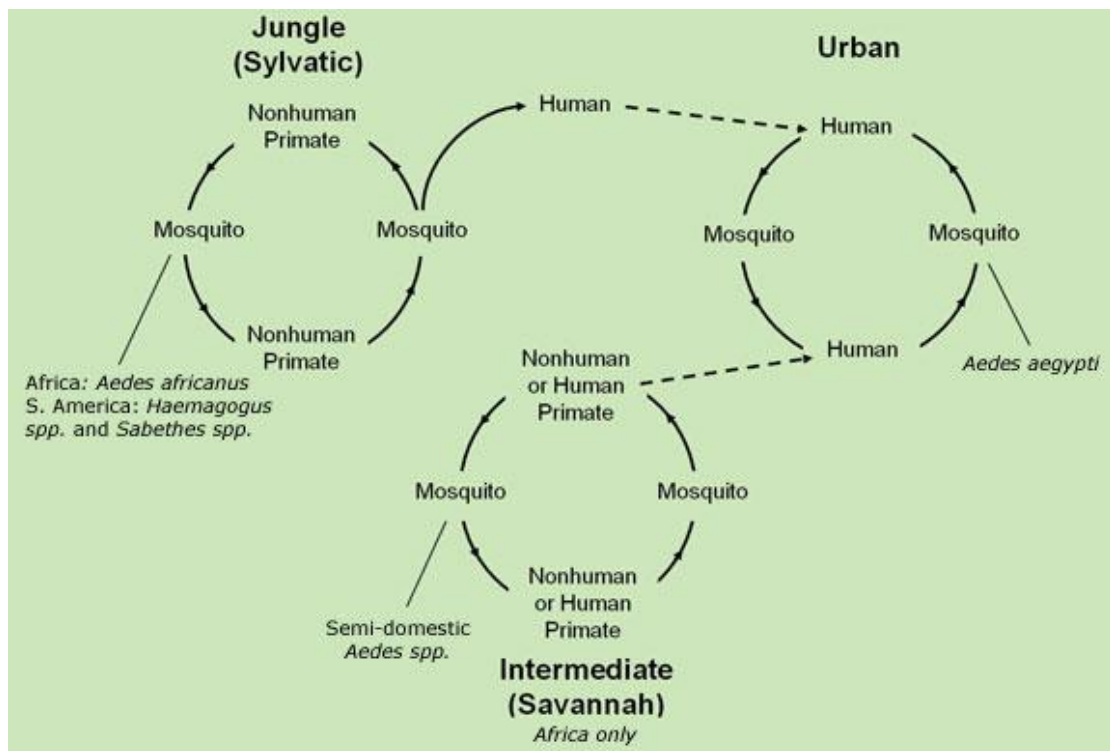 Jungle
(Sylvatic)
Urban
Nonhuman
Primate
Human
Human
Mosquito
Mosquito
Mosquito
Mosquito
Nonhuman
Primate
Human
Africa: Aedes africanus
S. America: Haemagogus
spp. and Sabethes spp.
Aedes aegypti
Nonhuman
or Human
Primate
Mosquito
Mosquito
Nonhuman
or Human
Primate
Semi-domestic
Aedes spp.
Intermediate
(Savannah)
Africa only